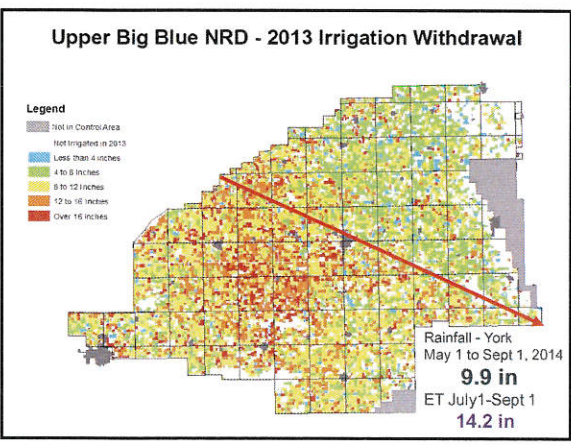 Upper Big Blue NRD - 2013 Irrigation Withdrawal
Legend
Not in Control Area
Not Irrigated in 2013
Less than 4 inches
4 to 8 inches
8 to 12 inches
12 to 16 inches
Over 16 inches
Rainfall - York
May 1 to Sept 1, 2014
9.9 in
ET July1-Sept 1
14.2 in